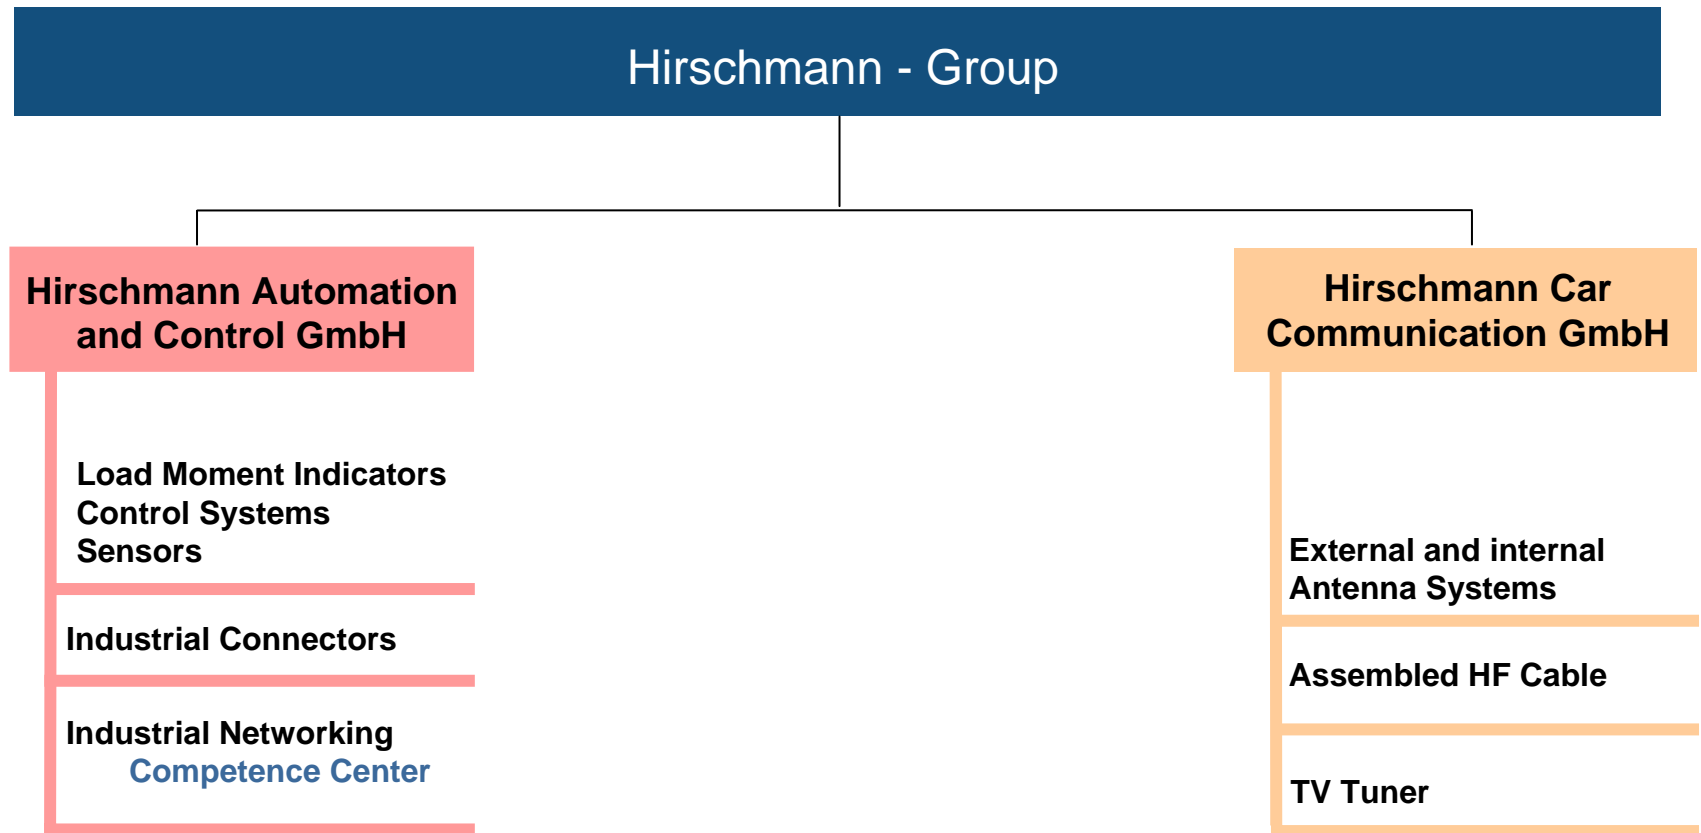 Hirschmann - Group
Hirschmann Automation
and Control GmbH
Load Moment Indicators
Control Systems
Sensors
Industrial Connectors
Industrial Networking
Competence Center
Hirschmann Car
Communication GmbH
External and internal
Antenna Systems
Assembled HF Cable
TV Tuner